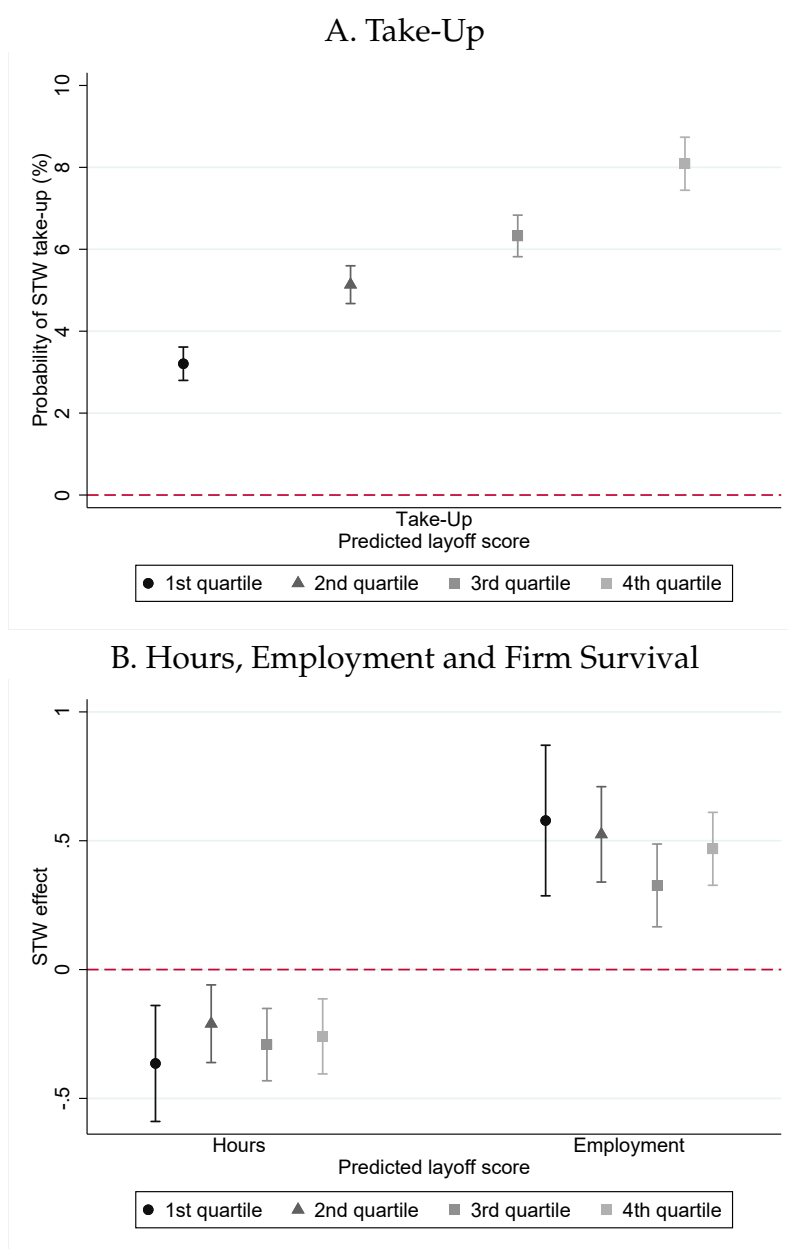 A. Take-Up
10
8
6
4
2
0
Probability of STW take-up (%)
Take-Up
Predicted layoff score
1st quartile 2nd quartile 3rd quartile 4th quartile
B. Hours, Employment and Firm Survival
1
.5
0
-.5
STW effect
Hours Employment
Predicted layoff score
1st quartile 2nd quartile 3rd quartile 4th quartile